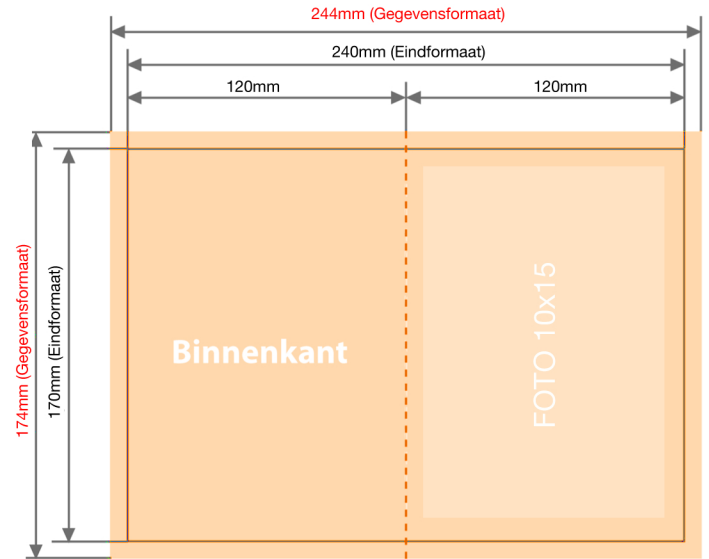 244mm (Gegevensformaat)
240mm (Eindformaat)
120mm
120mm
174mm (Gegevensformaat)
170mm (Eindformaat)
Binnenkant
FOTO 10x15